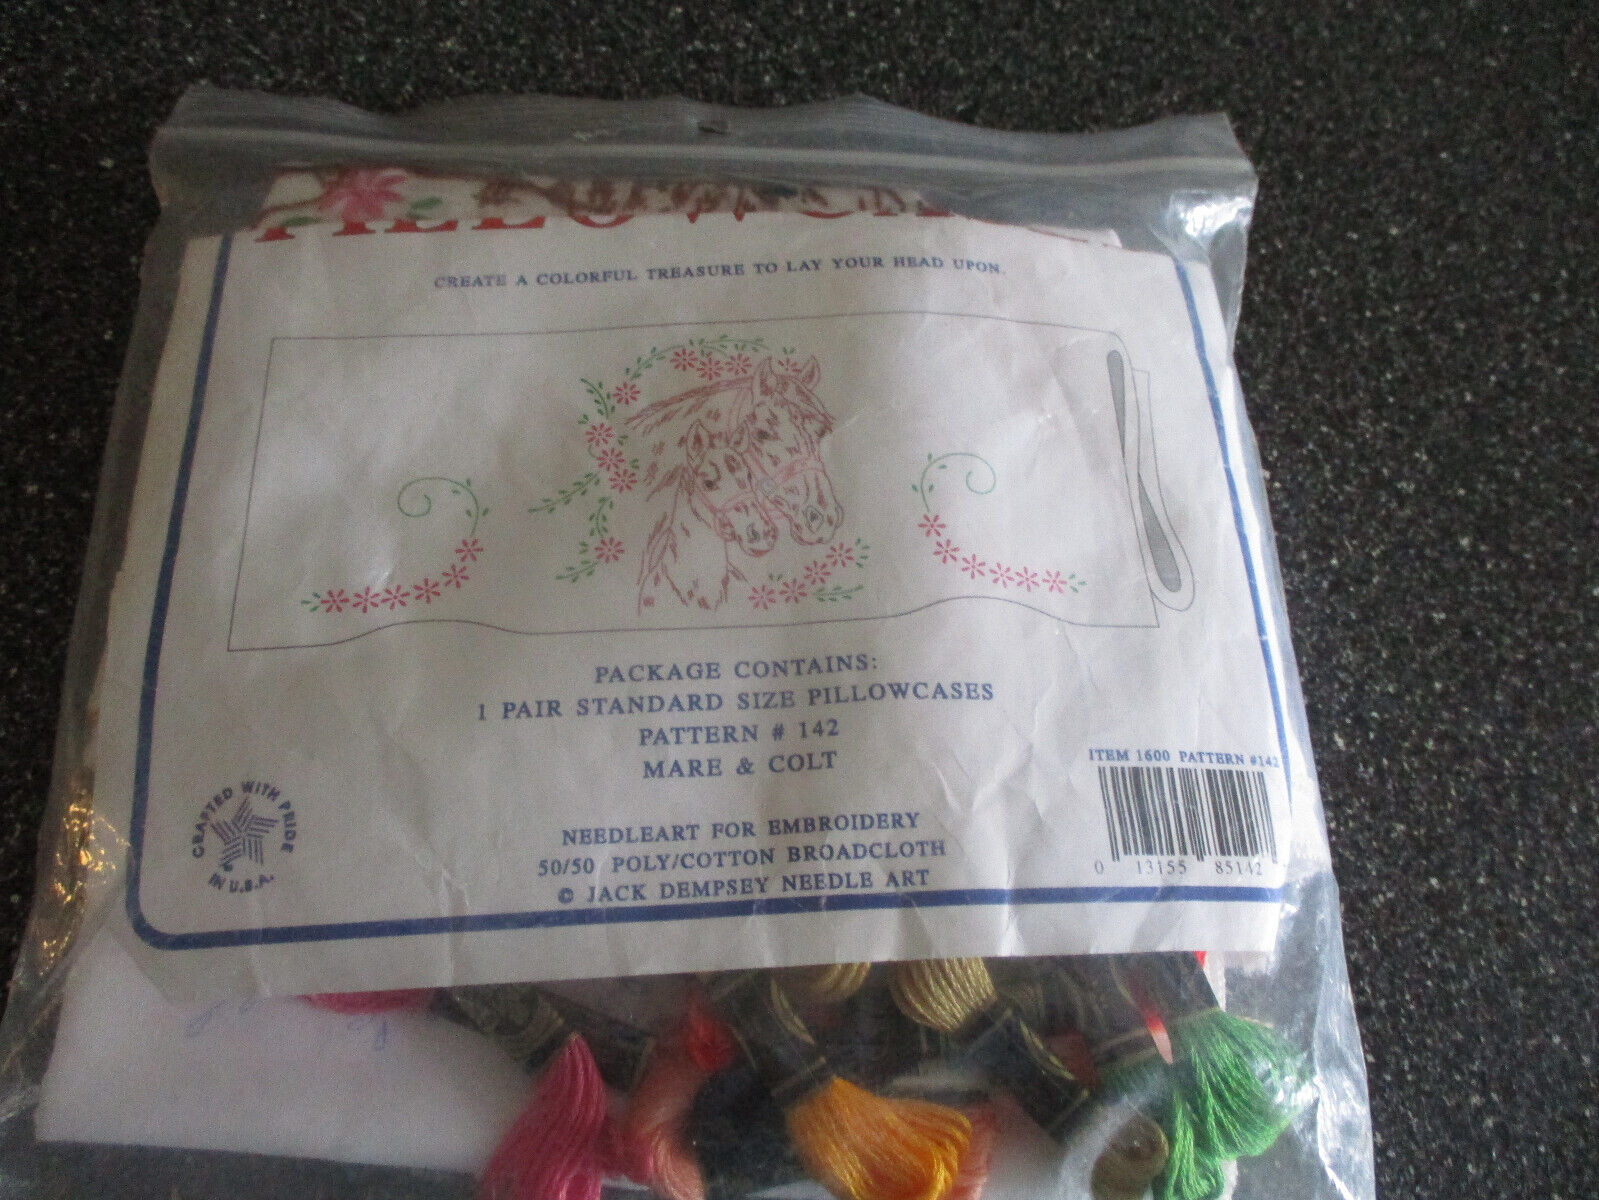 CREATE A COLORFUL TREASURE TO LAY YOUR HEAD UPON.
PACKAGE CONTAINS:
1 PAIR STANDARD SIZE PILLOWCASES
PATTERN # 142
MARE & COLT
ITEM 1600 PATTERN #142
CRAFTED WITH PRIDE
IN U.S.A.
NEEDLEART FOR EMBROIDERY
50/50 POLY/COTTON BROADCLOTH
© JACK DEMPSEY NEEDLE ART
0 13155 85142